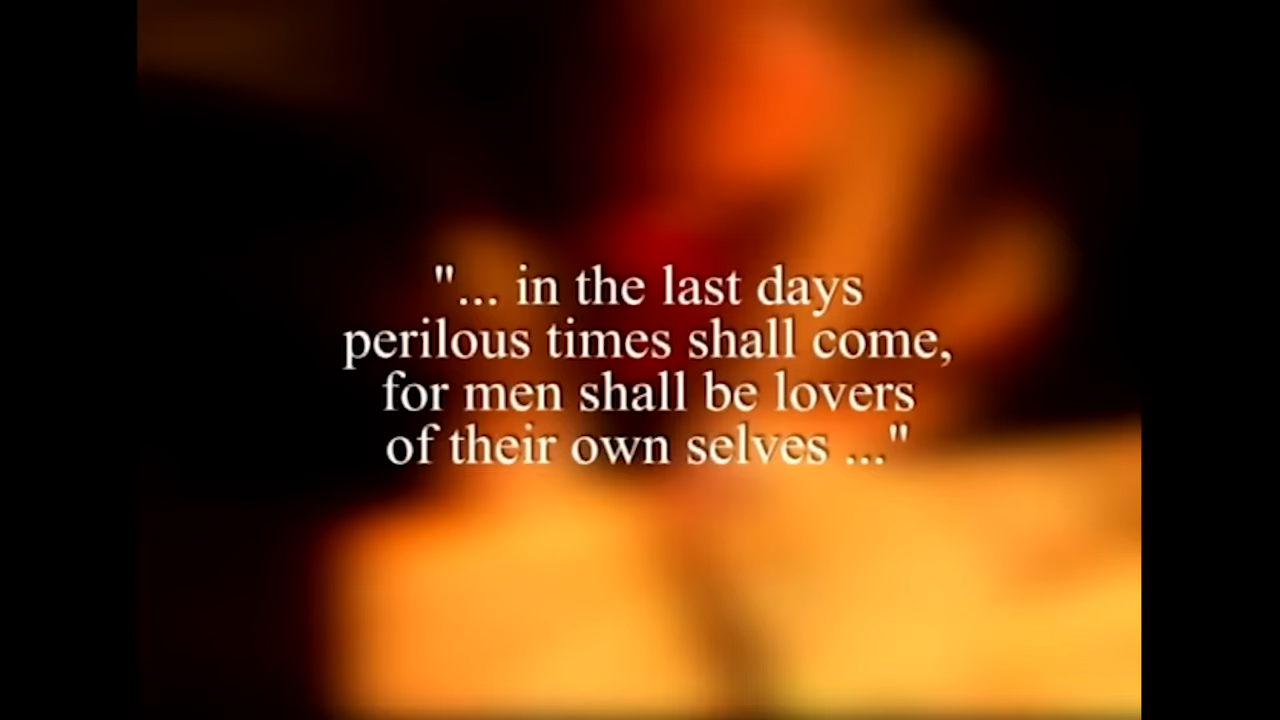 "... in the last days
perilous times shall come,
for men shall be lovers
of their own selves ..."